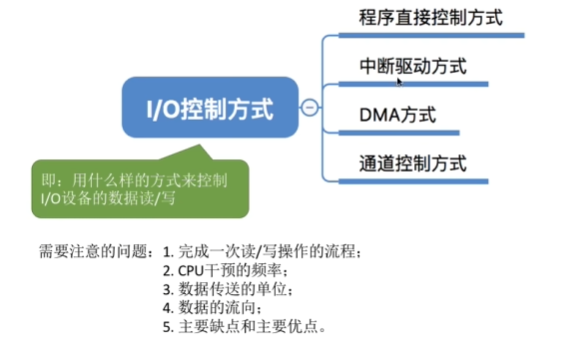 程序直接控制方式
中断驱动方式
I/O控制方式
DMA方式
通道控制方式
即：用什么样的方式来控制
I/O设备的数据读/写
需要注意的问题：1. 完成一次读/写操作的流程；
2. CPU干预的频率；
3. 数据传送的单位；
4. 数据的流向；
5. 主要缺点和主要优点。